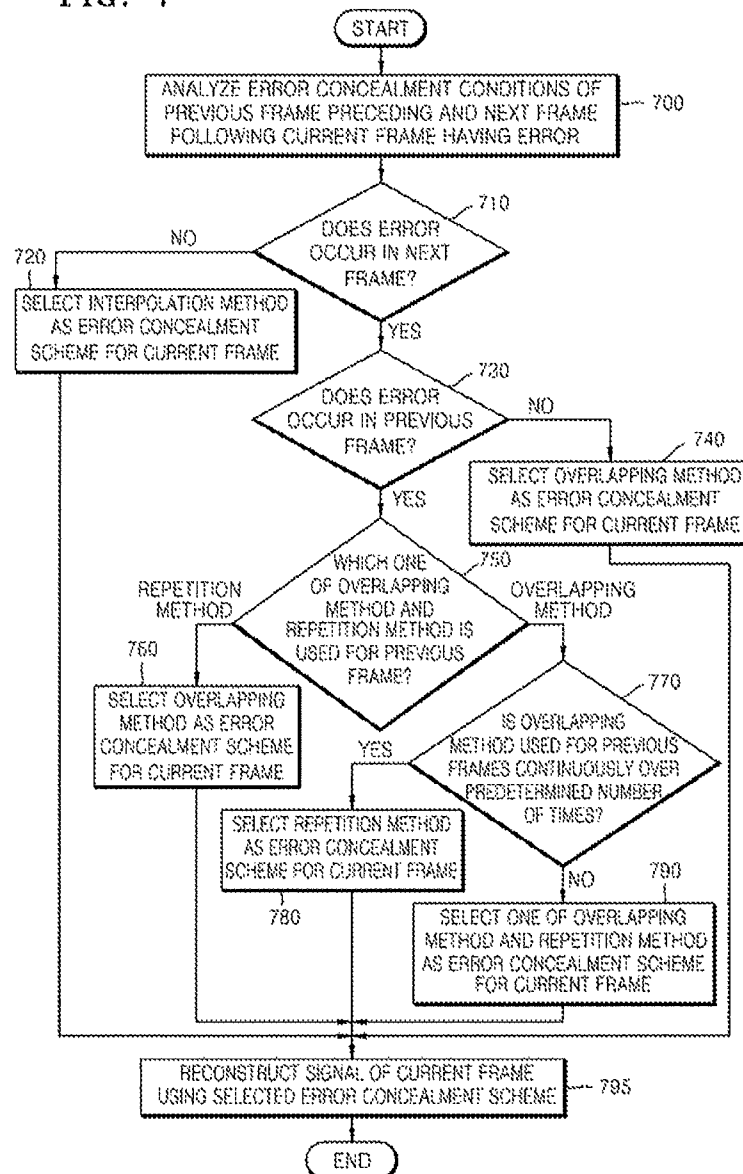 FIG. 7
START
ANALYZE ERROR CONCEALMENT CONDITIONS OF
PREVIOUS FRAME PRECEDING AND NEXT FRAME
FOLLOWING CURRENT FRAME HAVING ERROR
700
710
DOES ERROR
OCCUR IN NEXT
FRAME?
NO
720
SELECT INTERPOLATION METHOD
AS ERROR CONCEALMENT
SCHEME FOR CURRENT FRAME
YES
730
DOES ERROR
OCCUR IN PREVIOUS
FRAME?
NO
740
SELECT OVERLAPPING METHOD
AS ERROR CONCEALMENT
SCHEME FOR CURRENT FRAME
YES
750
WHICH ONE
OF OVERLAPPING
METHOD AND
REPETITION METHOD IS
USED FOR PREVIOUS
FRAME?
REPETITION
METHOD
OVERLAPPING
METHOD
760
SELECT OVERLAPPING
METHOD AS ERROR
CONCEALMENT SCHEME
FOR CURRENT FRAME
770
IS OVERLAPPING
METHOD USED FOR PREVIOUS
FRAMES CONTINUOUSLY OVER
PREDETERMINED NUMBER
OF TIMES?
YES
SELECT REPETITION METHOD
AS ERROR CONCEALMENT
SCHEME FOR CURRENT FRAME
780
NO
790
SELECT ONE OF OVERLAPPING
METHOD AND REPETITION METHOD
AS ERROR CONCEALMENT SCHEME
FOR CURRENT FRAME
RECONSTRUCT SIGNAL OF CURRENT FRAME
USING SELECTED ERROR CONCEALMENT SCHEME
795
END